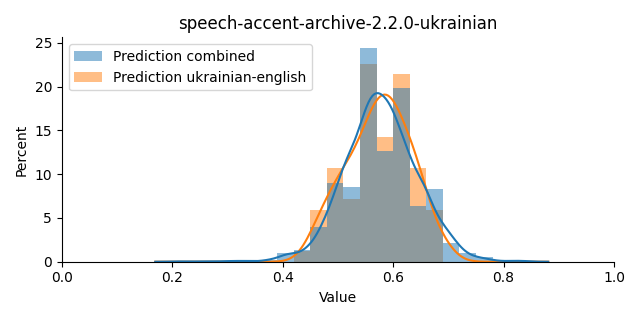 speech-accent-archive-2.2.0-ukrainian
Prediction combined
Prediction ukrainian-english
Percent
25
20
15
10
5
0
0.0 0.2 0.4 0.6 0.8 1.0
Value